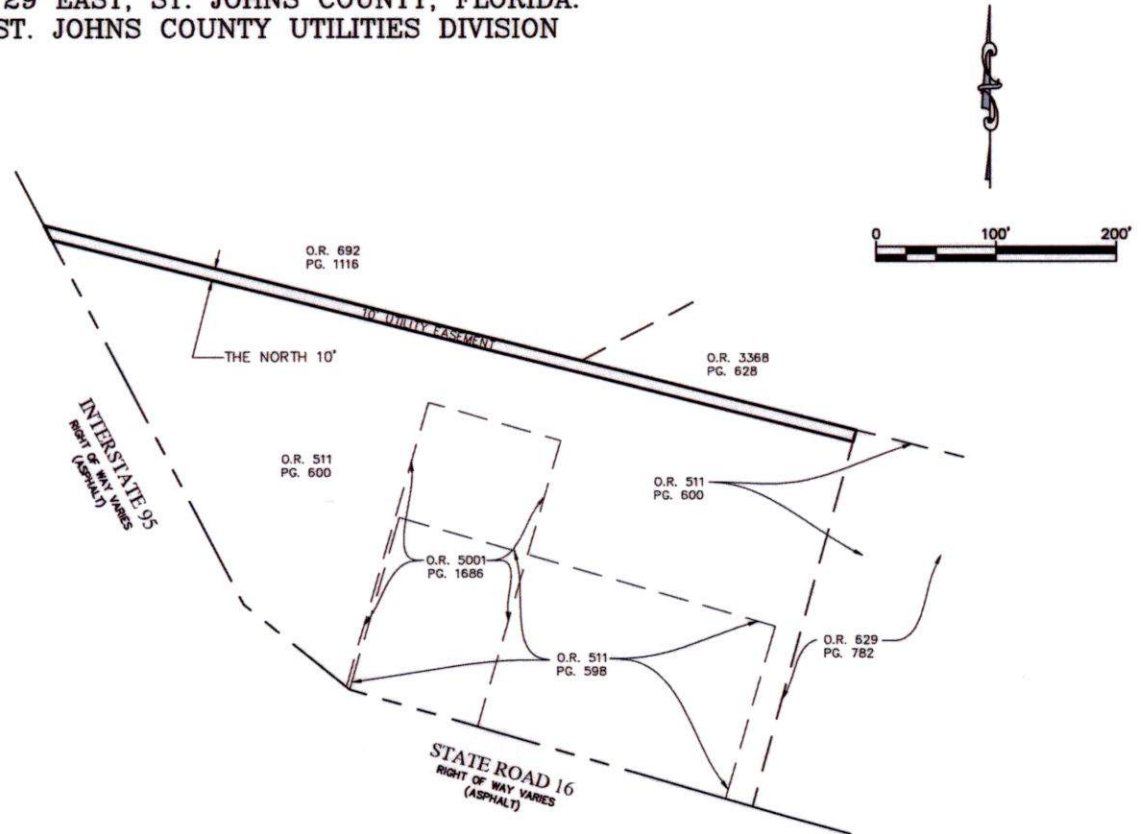 29 EAST, ST. JOHNS COUNTY, FLORIDA.
ST. JOHNS COUNTY UTILITIES DIVISION
0 100' 200'
O.R. 692
PG. 1116
10' UTILITY EASEMENT
THE NORTH 10'
O.R. 3368
PG. 628
INTERSTATE 95
RIGHT OF WAY VARIES
(ASPHALT)
O.R. 511
PG. 600
O.R. 511
PG. 600
O.R. 5001
PG. 1686
O.R. 629
PG. 782
O.R. 511
PG. 598
STATE ROAD 16
RIGHT OF WAY VARIES
(ASPHALT)